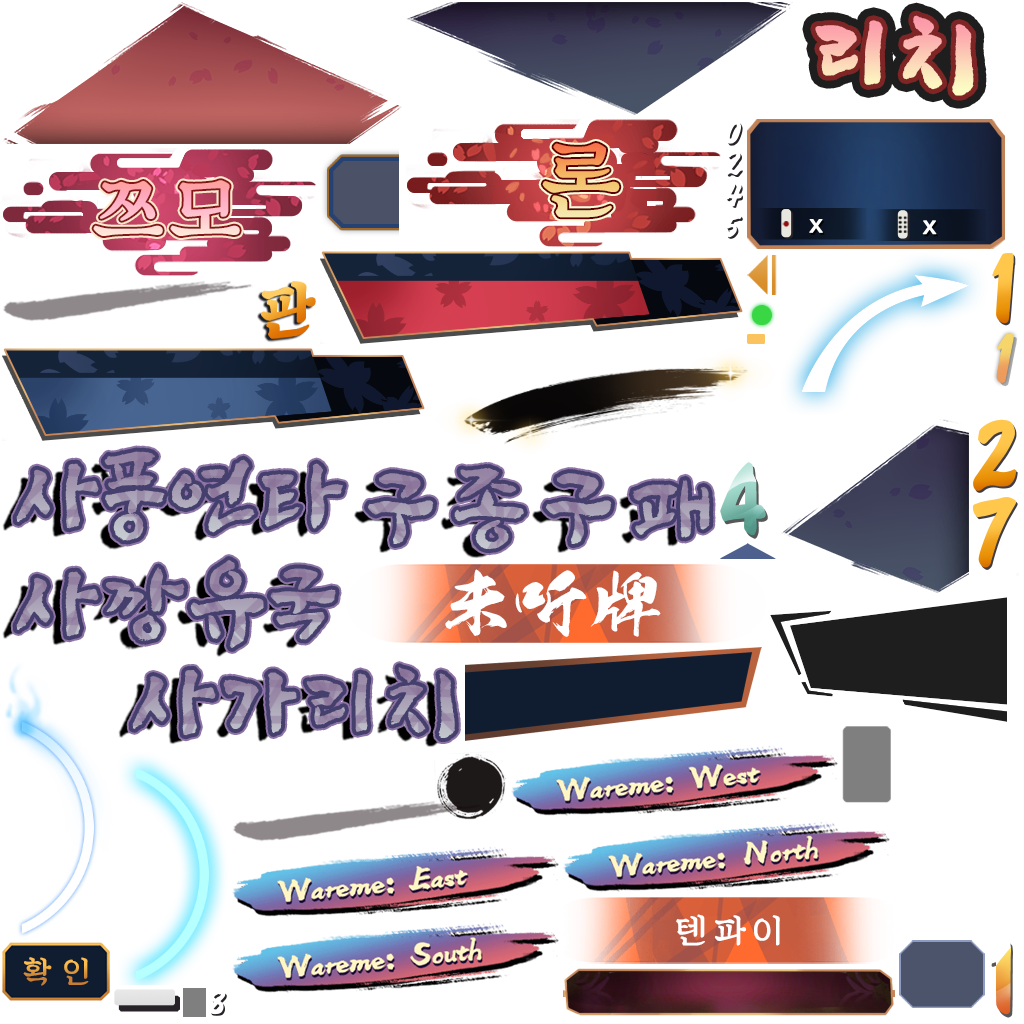 리치
쯔모
론
0
2
4
5
X X
판
1
1
2
7
사풍연타
구종구패
4
사깡유국
未听牌
사가리치
Wareme: West
Wareme: North
Wareme: East
텐파이
Wareme: South
확인
8
1